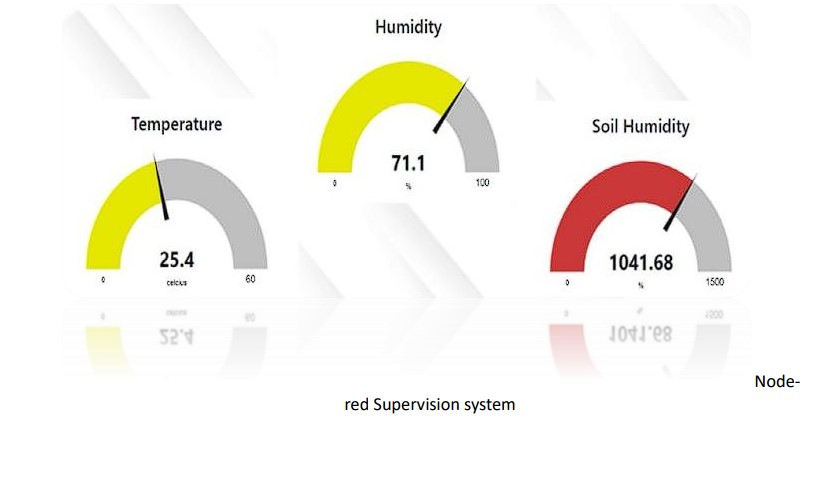 Humidity
71.1
%
0
100
Temperature
25.4
celcius
0
60
Soil Humidity
1041.68
%
0
1500
Node-
red Supervision system